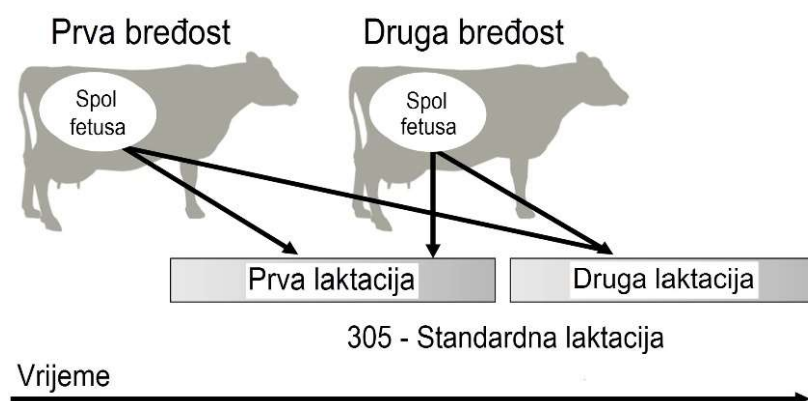 Prva bređost
Druga bređost
Spol
fetusa
Spol
fetusa
Prva laktacija
Druga laktacija
305 - Standardna laktacija
Vrijeme